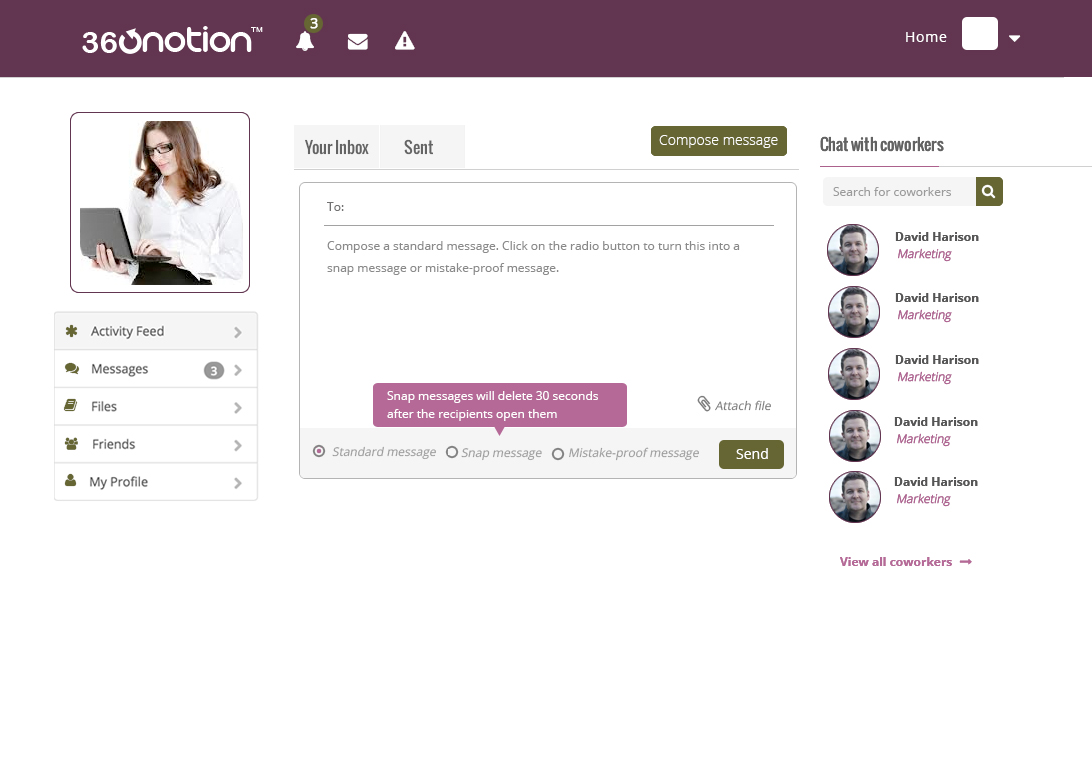 360notion™
3
Home
Your Inbox
Sent
Compose message
To:
Compose a standard message. Click on the radio button to turn this into a
snap message or mistake-proof message.
Snap messages will delete 30 seconds
after the recipients open them
Attach file
Standard message
Snap message
Mistake-proof message
Send
Activity Feed
Messages
3
Files
Friends
My Profile
Chat with coworkers
Search for coworkers
David Harison
Marketing
David Harison
Marketing
David Harison
Marketing
David Harison
Marketing
David Harison
Marketing
View all coworkers